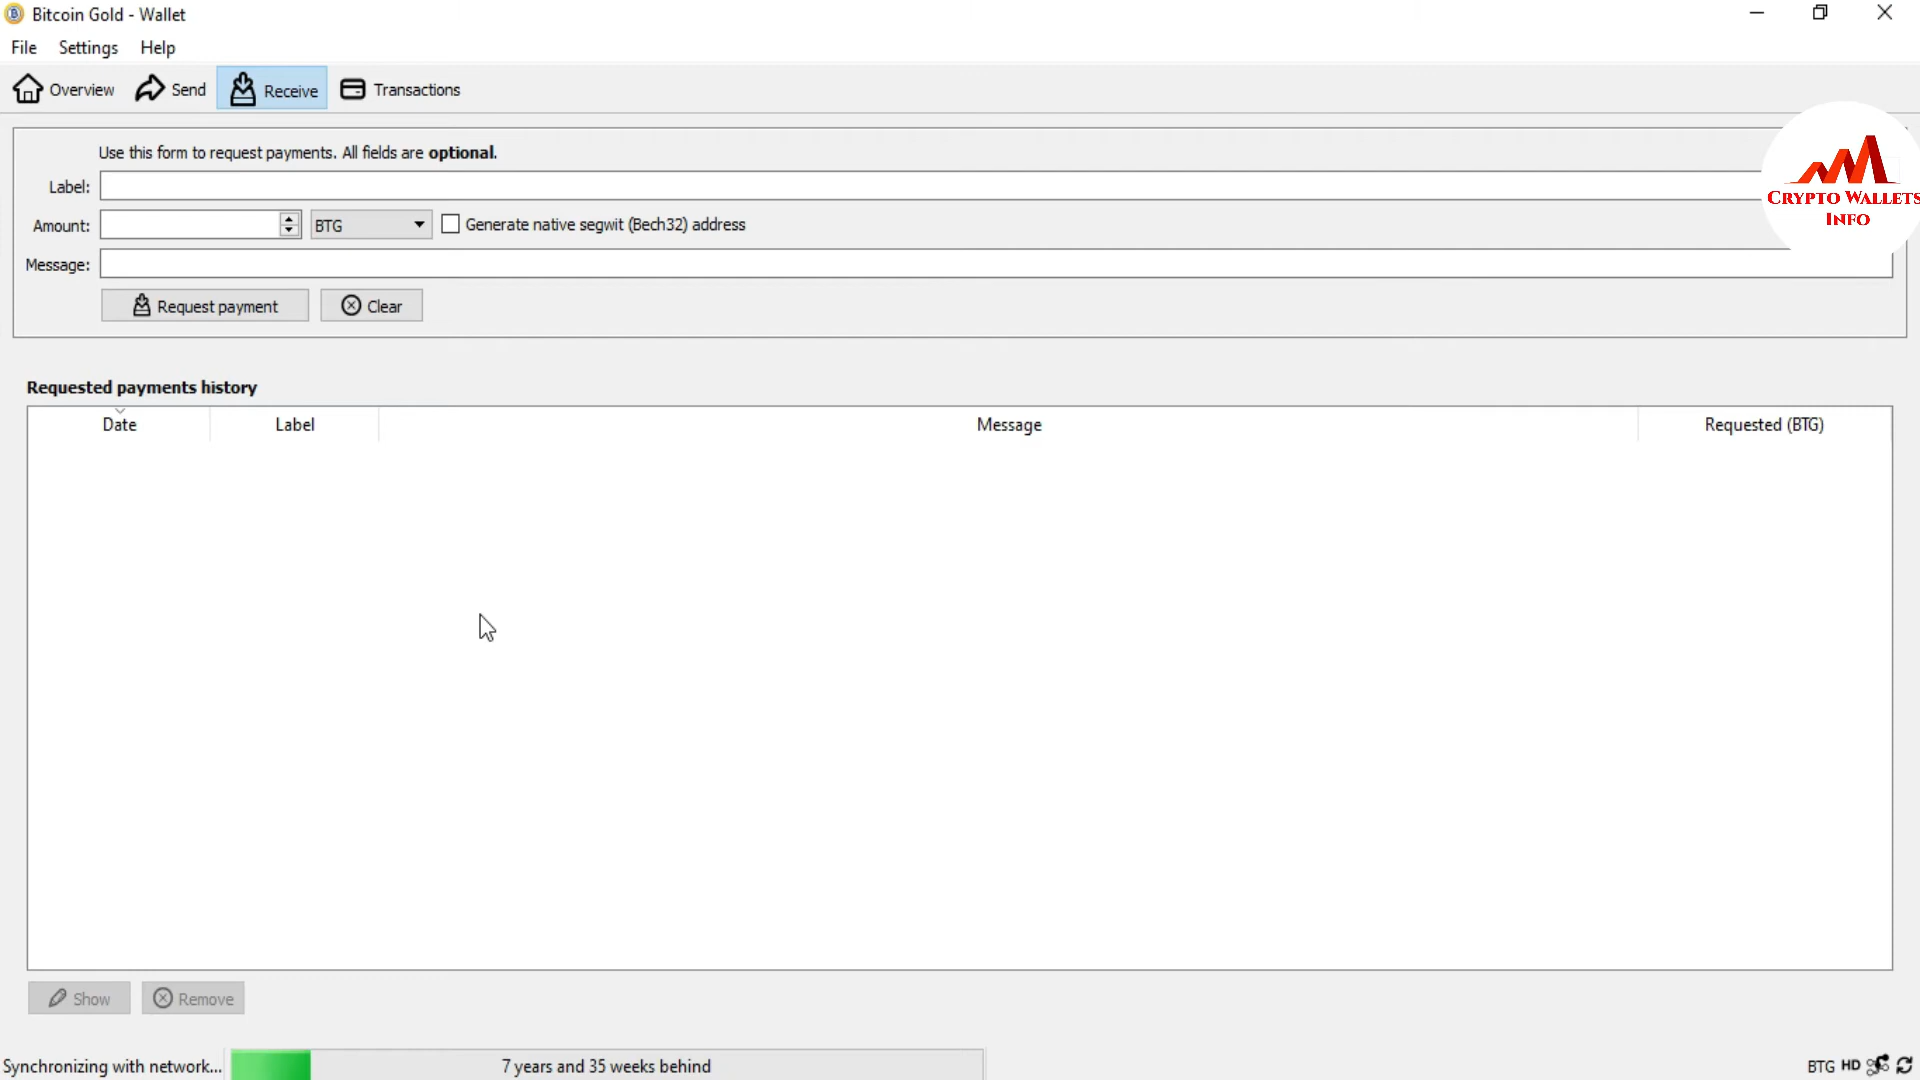 Bitcoin Gold - Wallet
File Settings Help
Overview Send Receive Transactions
Use this form to request payments. All fields are optional.
Label:
Amount: BTG Generate native segwit (Bech32) address
Message:
Request payment Clear
CRYPTO WALLETS
INFO
Requested payments history
Date Label Message Requested (BTG)
Show Remove
Synchronizing with network... 7 years and 35 weeks behind BTG HD